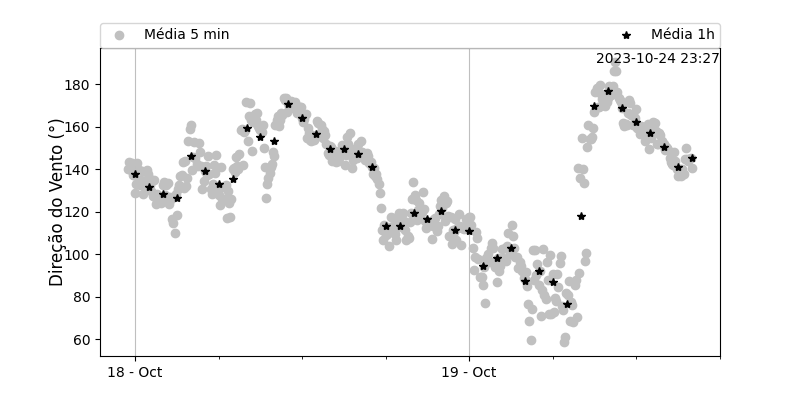 Média 5 min
Média 1h
2023-10-24 23:27
Direção do Vento (°)
180
160
140
120
100
80
60
18 - Oct
19 - Oct